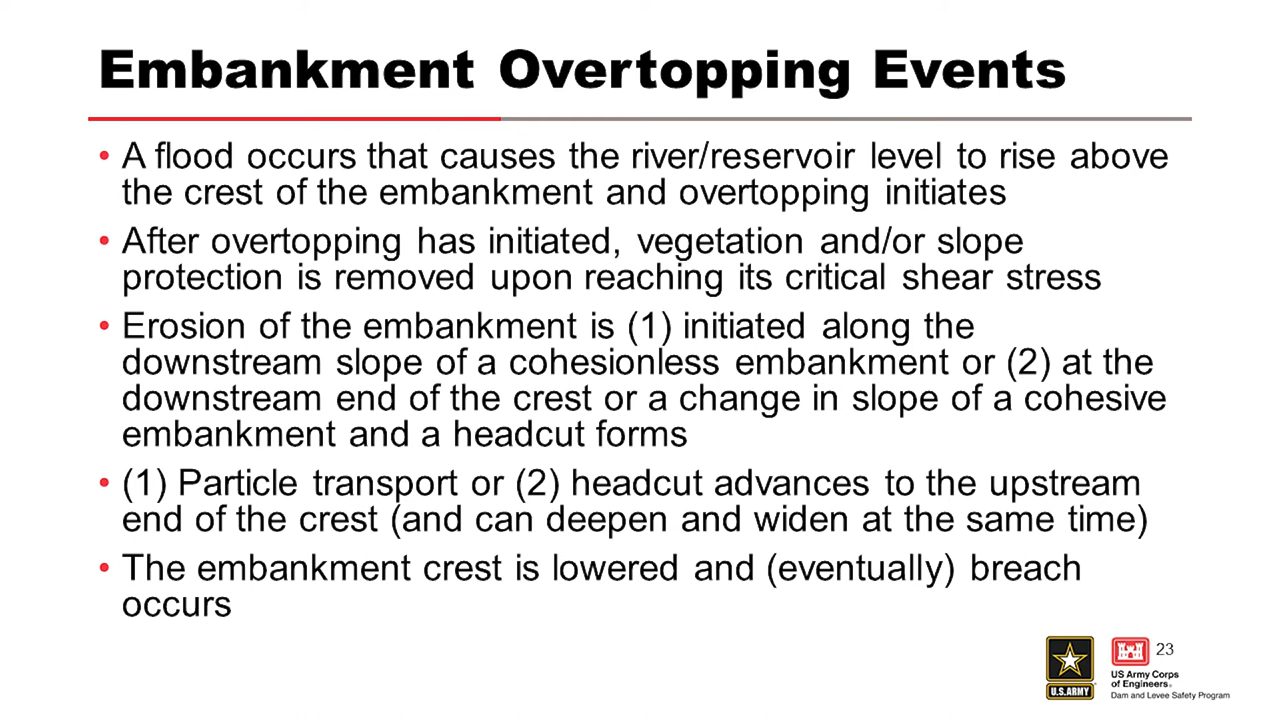 Embankment Overtopping Events
• A flood occurs that causes the river/reservoir level to rise above
the crest of the embankment and overtopping initiates
• After overtopping has initiated, vegetation and/or slope
protection is removed upon reaching its critical shear stress
• Erosion of the embankment is (1) initiated along the
downstream slope of a cohesionless embankment or (2) at the
downstream end of the crest or a change in slope of a cohesive
embankment and a headcut forms
• (1) Particle transport or (2) headcut advances to the upstream
end of the crest (and can deepen and widen at the same time)
• The embankment crest is lowered and (eventually) breach
occurs
U.S.ARMY
23
US Army Corps
of Engineers®
Dam and Levee Safety Program